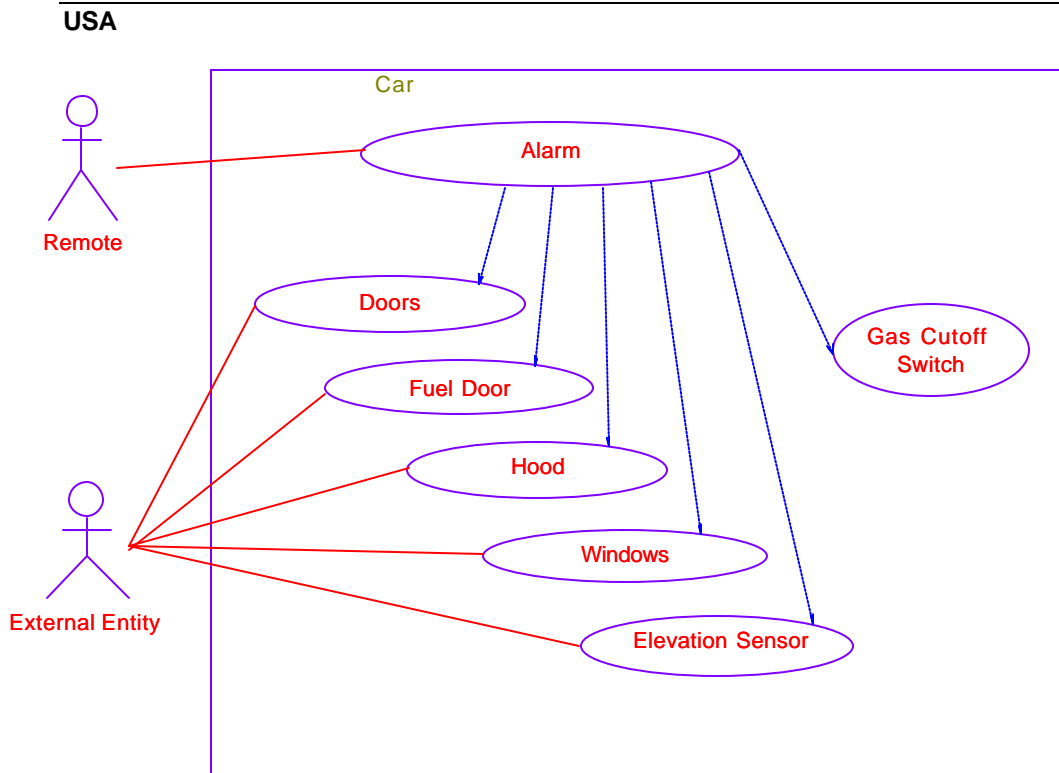 USA
Car
Alarm
Remote
Doors
Gas Cutoff
Switch
Fuel Door
Hood
Windows
External Entity
Elevation Sensor